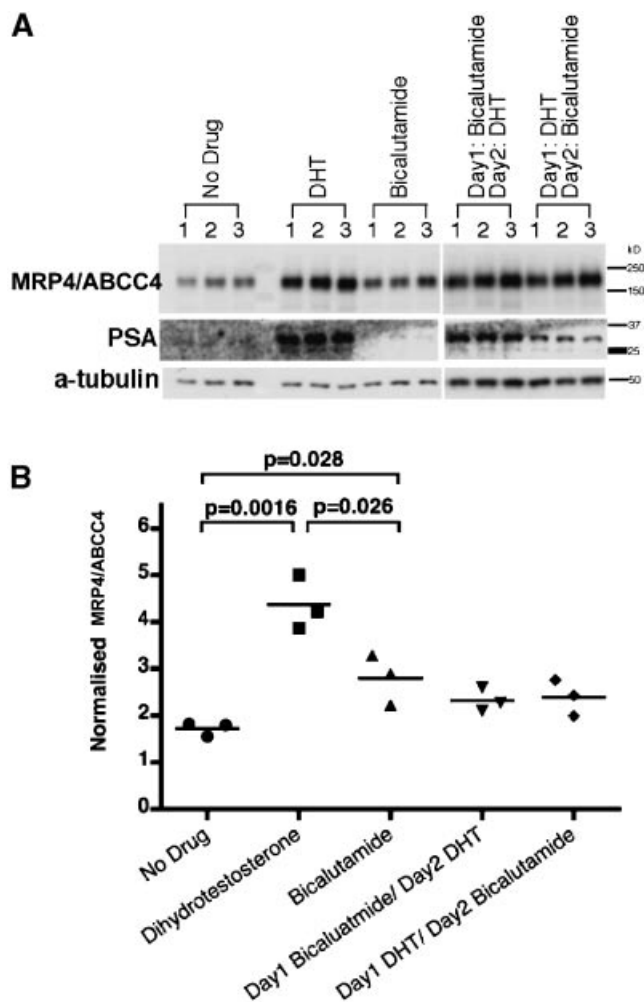 A
No Drug
DHT
Bicalutamide
Day1: Bicalutamide
Day2: DHT
Day1: DHT
Day2: Bicalutamide
1 2 3 1 2 3 1 2 3 1 2 3 1 2 3
kD
MRP4/ABCC4
250
150
PSA
37
25
a-tubulin
50
B
p=0.028
p=0.0016
p=0.026
Normalised MRP4/ABCC4
6
5
4
3
2
1
0
No Drug
Dihydrotestosterone
Bicalutamide
Day1 Bicaluatmide/ Day2 DHT
Day1 DHT/ Day2 Bicalutamide